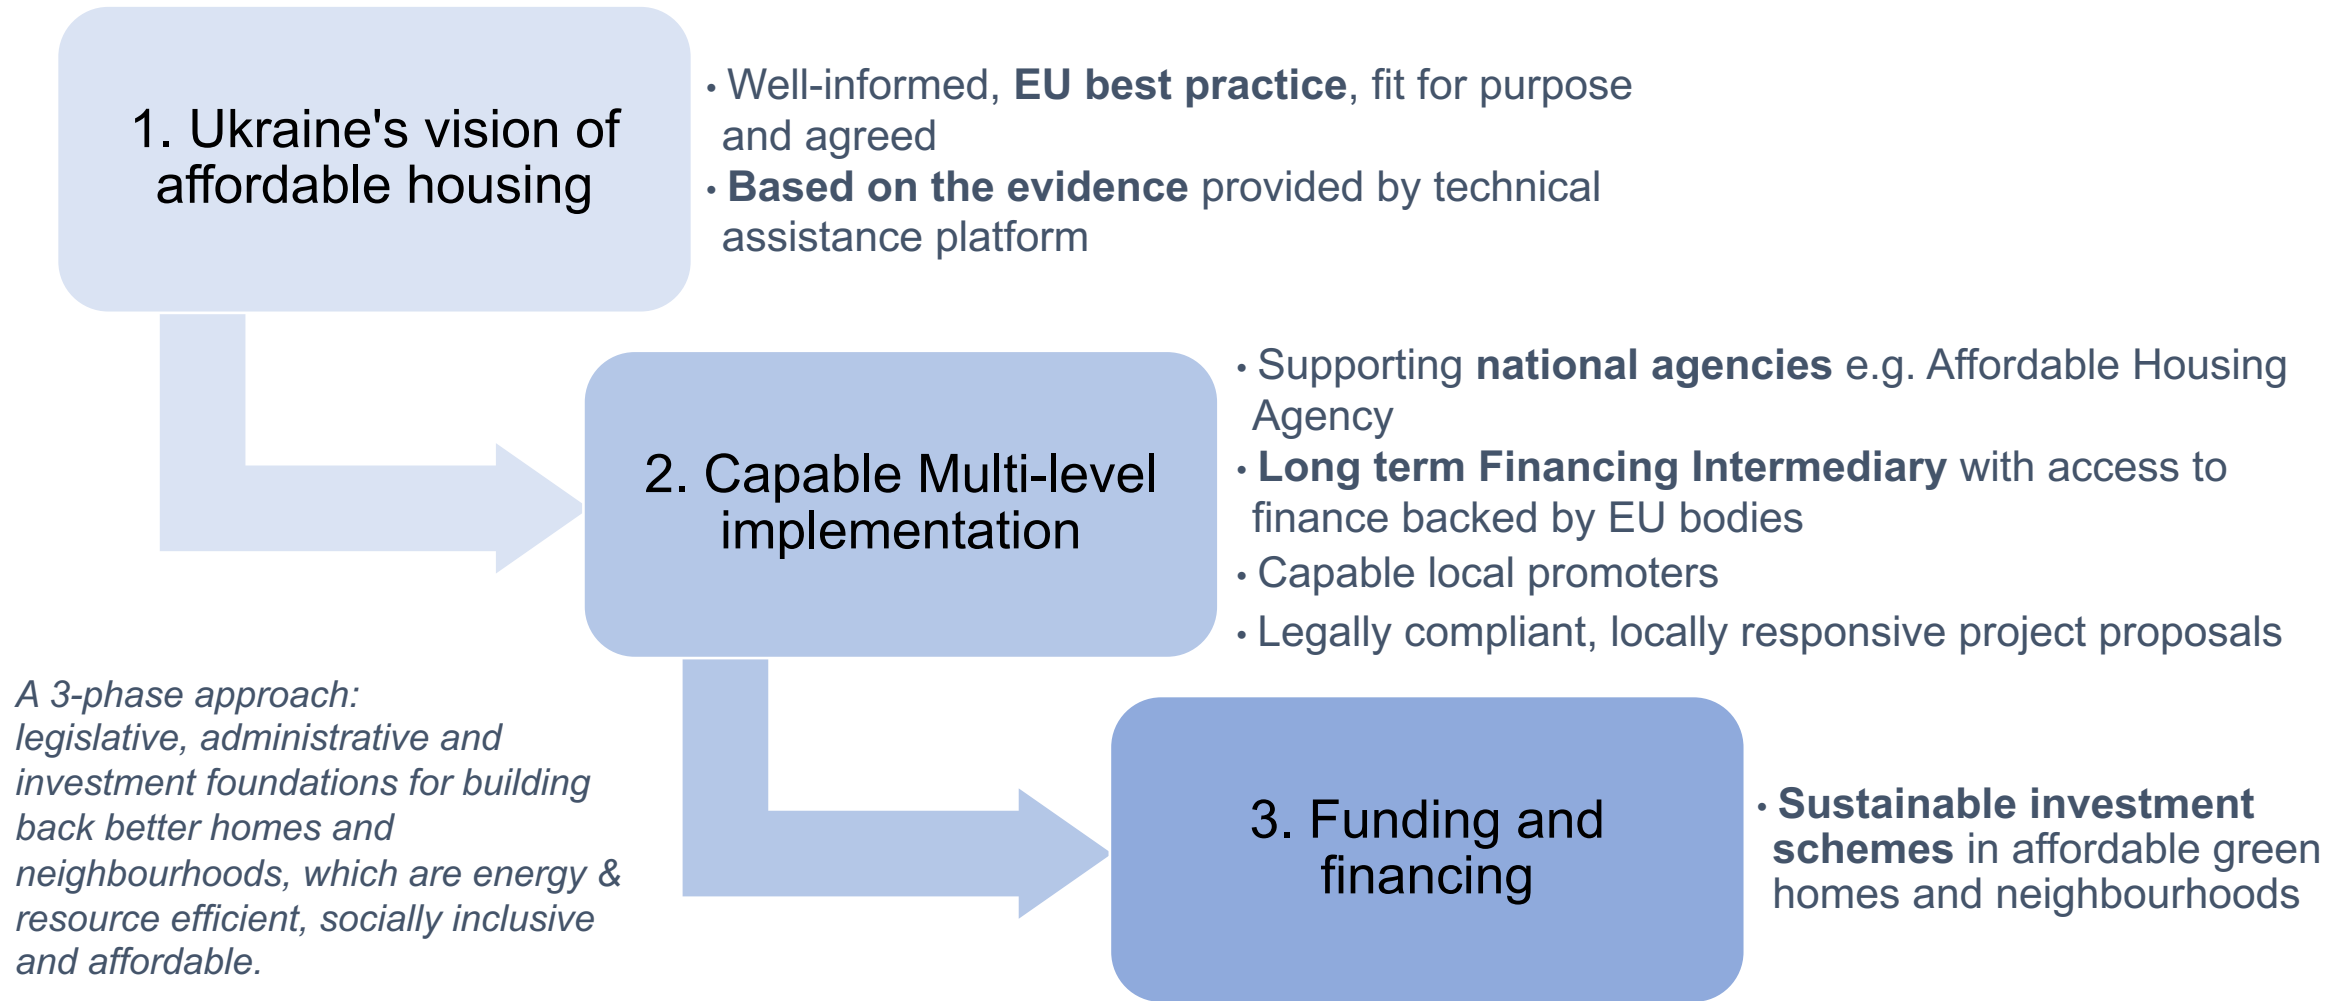 1. Ukraine's vision of
affordable housing
• Well-informed, EU best practice, fit for purpose
and agreed
• Based on the evidence provided by technical
assistance platform
2. Capable Multi-level
implementation
• Supporting national agencies e.g. Affordable Housing
Agency
• Long term Financing Intermediary with access to
finance backed by EU bodies
• Capable local promoters
• Legally compliant, locally responsive project proposals
A 3-phase approach:
legislative, administrative and
investment foundations for building
back better homes and
neighbourhoods, which are energy &
resource efficient, socially inclusive
and affordable.
3. Funding and
financing
• Sustainable investment
schemes in affordable green
homes and neighbourhoods